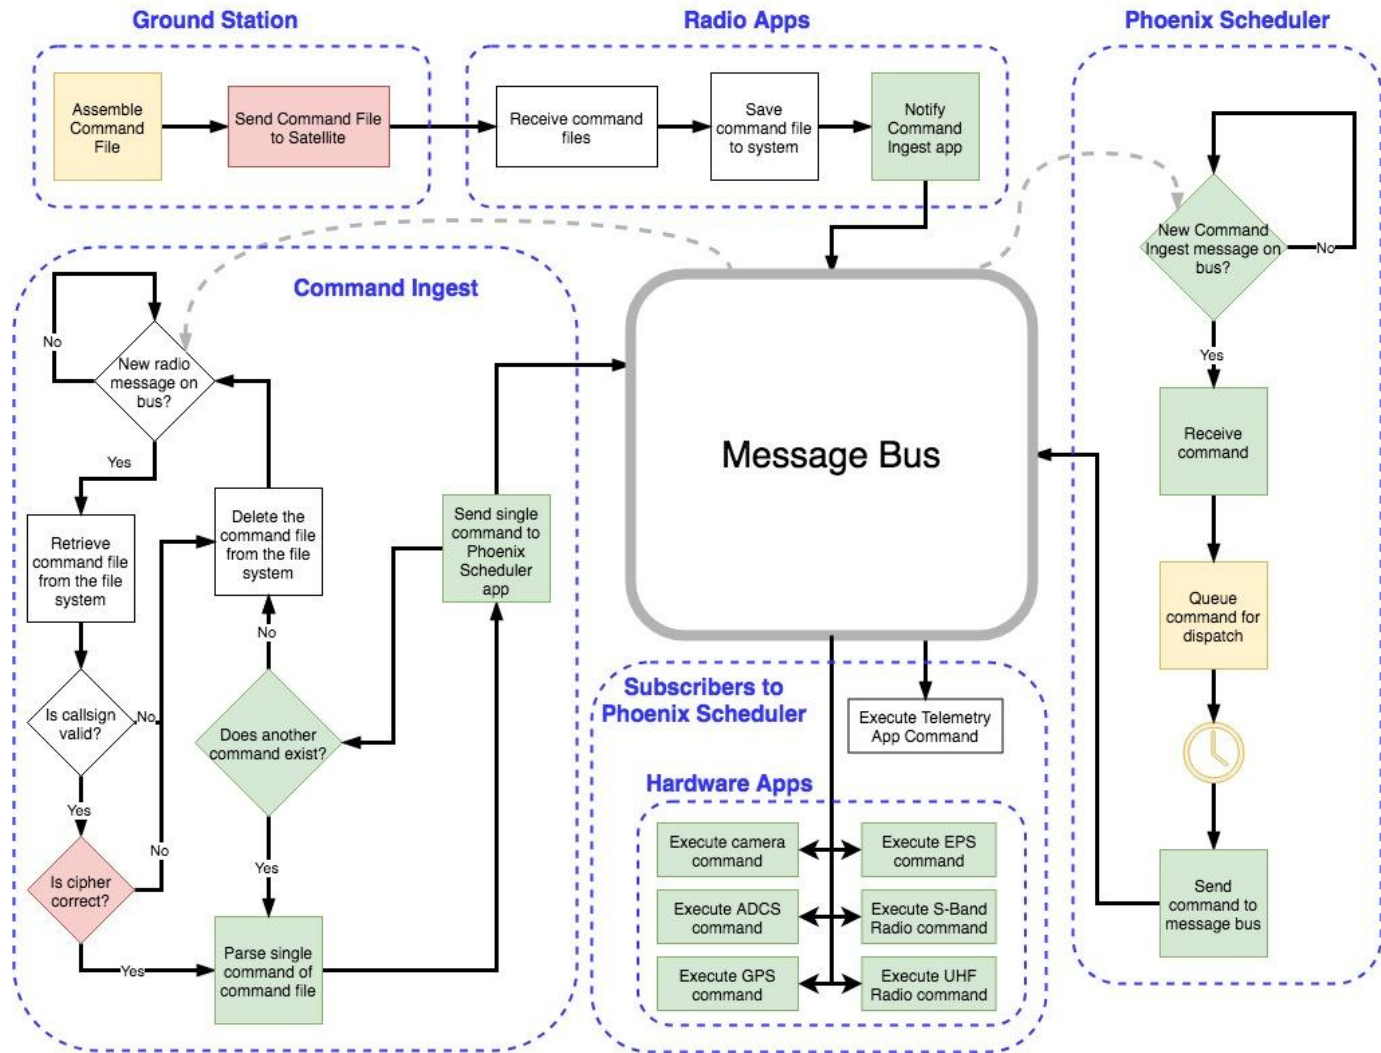 Ground Station
Assemble
Command
File
Send Command File
to Satellite
Radio Apps
Receive command
files
Save
command file
to system
Notify
Command
Ingest app
Phoenix Scheduler
New Command
Ingest message on
bus?
No
Yes
Receive
command
Queue
command for
dispatch
Send
command to
message bus
Command Ingest
No
New radio
message on
bus?
Yes
Retrieve
command file
from the file
system
Delete the
command file
from the file
system
Send single
command to
Phoenix
Scheduler
app
No
Is callsign
valid?
No
Does another
command exist?
Yes
No
Yes
Is cipher
correct?
Yes
Parse single
command of
command file
Message Bus
Subscribers to
Phoenix Scheduler
Execute Telemetry
App Command
Hardware Apps
Execute camera
command
Execute EPS
command
Execute ADCS
command
Execute S-Band
Radio command
Execute GPS
command
Execute UHF
Radio command